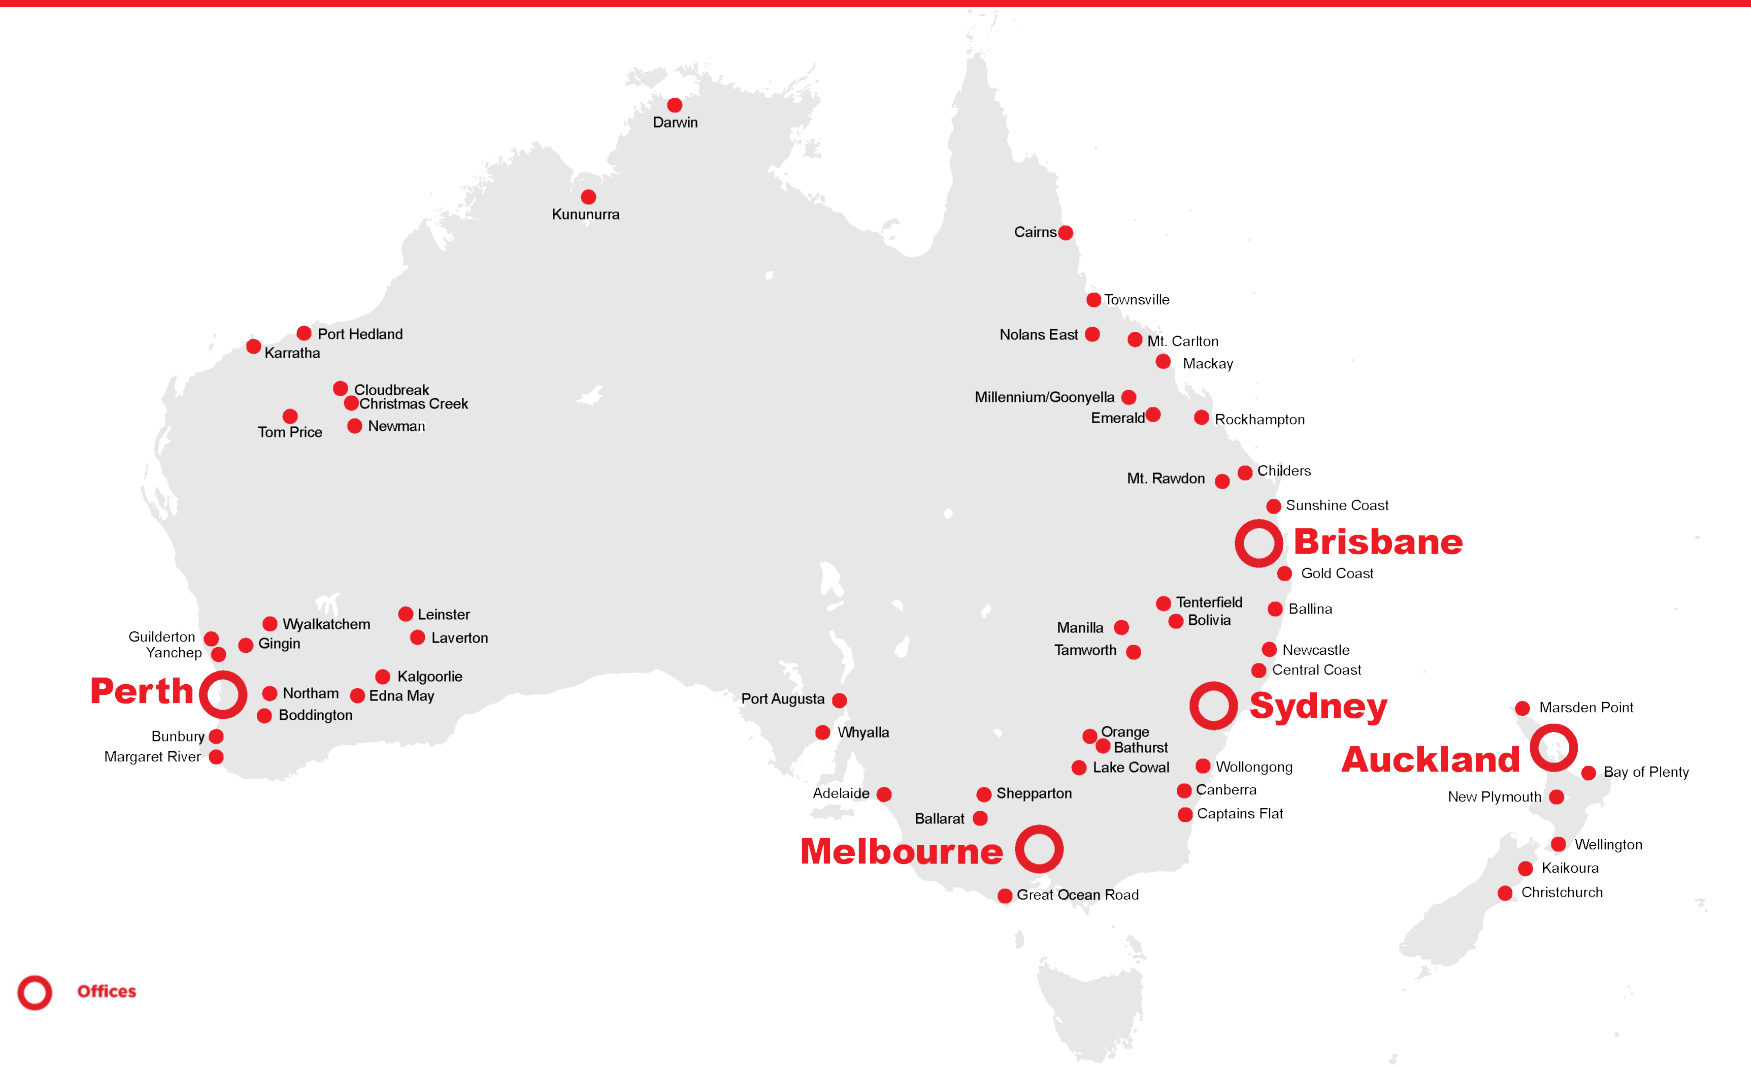 Darwin
Kununurra
Cairns
Townsville
Nolans East
Mt. Carlton
Mackay
Port Hedland
Karratha
Cloudbreak
Christmas Creek
Newman
Tom Price
Millennium/Goonyella
Emerald
Rockhampton
Mt. Rawdon
Childers
Sunshine Coast
Brisbane
Gold Coast
Tenterfield
Bolivia
Ballina
Manilla
Tamworth
Newcastle
Central Coast
Sydney
Leinster
Laverton
Wyalkatchem
Gingin
Guilderton
Yanchep
Kalgoorlie
Edna May
Perth
Northam
Boddington
Bunbury
Margaret River
Port Augusta
Whyalla
Adelaide
Orange
Bathurst
Lake Cowal
Wollongong
Canberra
Captains Flat
Shepparton
Ballarat
Melbourne
Great Ocean Road
Marsden Point
Auckland
Bay of Plenty
New Plymouth
Wellington
Kaikoura
Christchurch
Offices